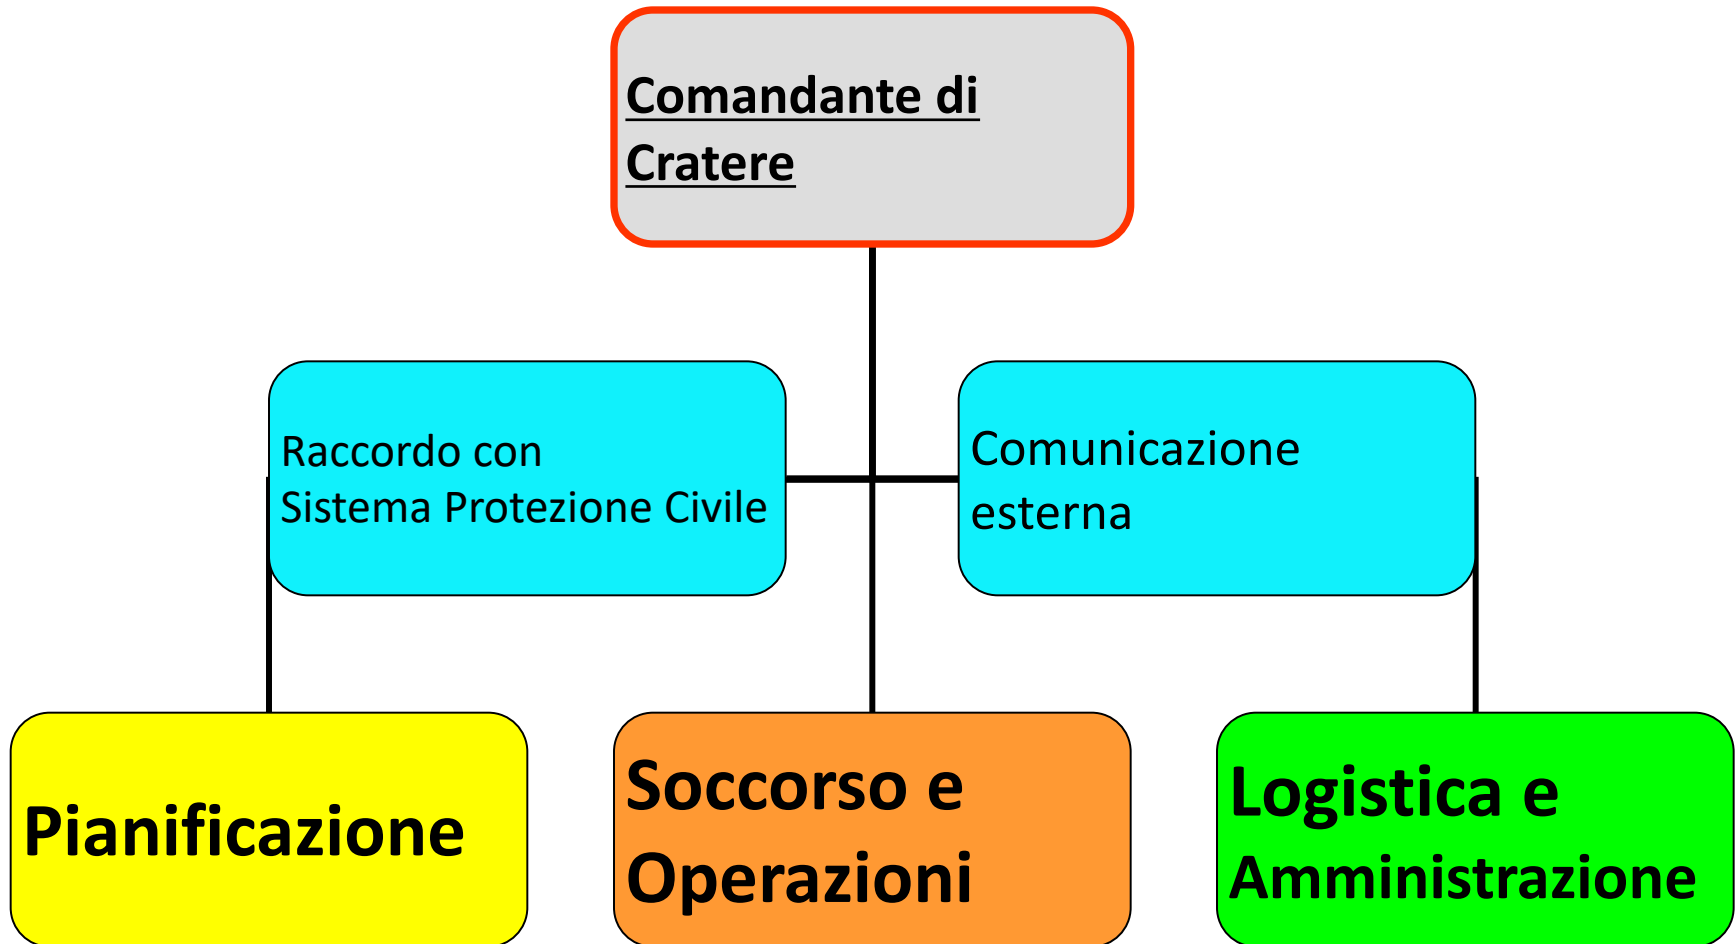 Comandante di
Cratere
Raccordo con
Sistema Protezione Civile
Comunicazione
esterna
Pianificazione
Soccorso e
Operazioni
Logistica e
Amministrazione